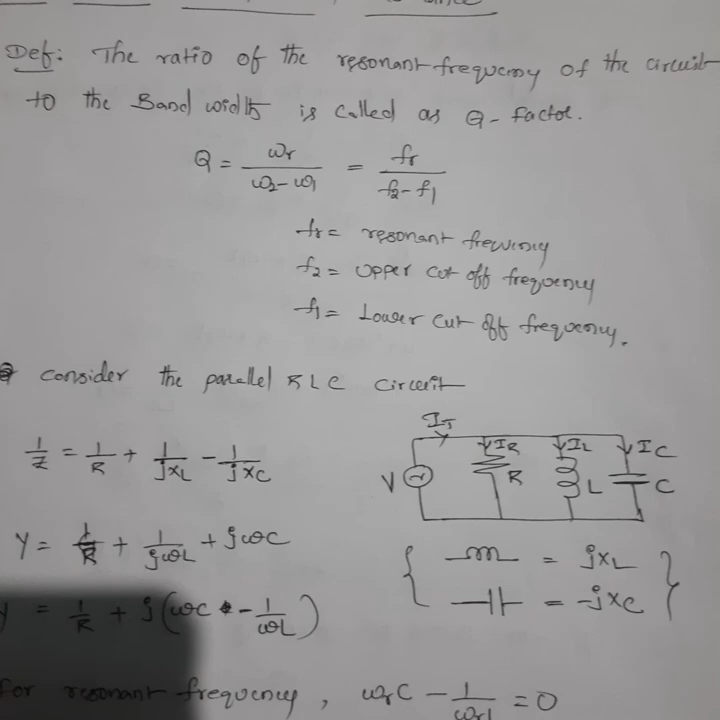 Def: The ratio of the resonant frequency of the circuit
to the Band width is called as Q-factor.
Q = ωr / ω2-ω1 = fr / f2-f1
fr = resonant frewency
f2 = Upper cut off frequency
f1 = Lower cut off frequency.
consider the parallel RLC circuit
IT
V IR R IL L IC C
1/Z = 1/R + 1/jXL - 1/jXC
Y = 1/R + 1/jωL + jωC
{ = jXL
= -jXC }
Y = 1/R + j(ωC - 1/ωL)
For resonant frequency, ωrC - 1/ωrL = 0